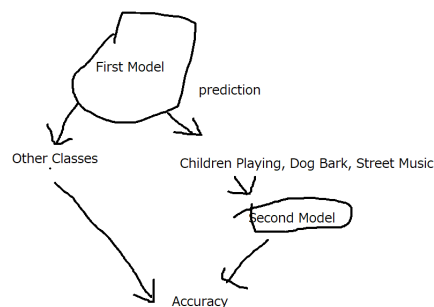 First Model
prediction
Other Classes
Children Playing, Dog Bark, Street Music
Second Model
Accuracy